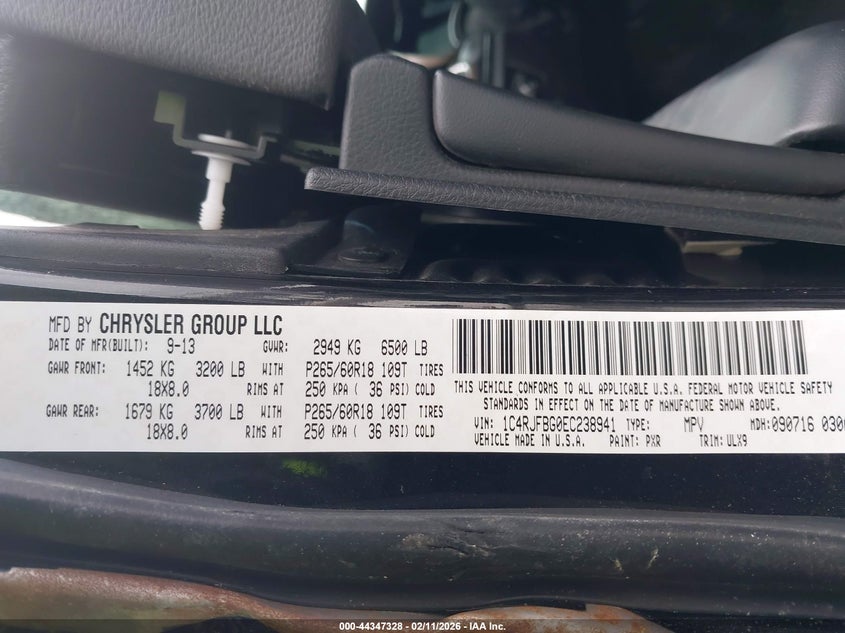 MFD BY CHRYSLER GROUP LLC
DATE OF MFR(BUILT): 9-13 GVWR: 2949 KG 6500 LB
GAWR FRONT: 1452 KG 3200 LB WITH P265/60R18 109T TIRES
18X8.0 RIMS AT 250 KPA ( 36 PSI) COLD
GAWR REAR: 1679 KG 3700 LB WITH P265/60R18 109T TIRES
18X8.0 RIMS AT 250 KPA ( 36 PSI) COLD
THIS VEHICLE CONFORMS TO ALL APPLICABLE U.S.A. FEDERAL MOTOR VEHICLE SAFETY
STANDARDS IN EFFECT ON THE DATE OF MANUFACTURE SHOWN ABOVE.
VIN: 1C4RJFBG0EC238941 TYPE: MPV MDH: 090716 030
VEHICLE MADE IN U.S.A. PAINT: PXR TRIM: ULX9
000-44347328 - 02/11/2026 - IAA Inc.